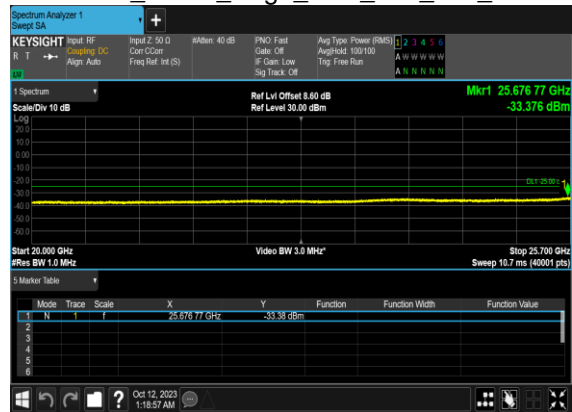 Spectrum Analyzer 1
Swept SA
+
KEYSIGHT Input: RF Input Z: 50 Ω #Atten: 40 dB PNO: Fast Avg Type: Power (RMS) 1 2 3 4 5 6
R T Coupling: DC Corr CCorr Gate: Off Avg|Hold: 100/100 A W W W W W
Align: Auto Freq Ref: Int (S) IF Gain: Low Trig: Free Run
LW Sig Track: Off A N N N N N
1 Spectrum Ref Lvl Offset 8.60 dB Mkr1 25.676 77 GHz
Scale/Div 10 dB Ref Level 30.00 dBm -33.376 dBm
Log
20.0
10.0
0.00
-10.0
-20.0
DL1 -25.00
1
-30.0
-40.0
-50.0
-60.0
Start 20.000 GHz Video BW 3.0 MHz* Stop 25.700 GHz
#Res BW 1.0 MHz Sweep 10.7 ms (40001 pts)
5 Marker Table
Mode Trace Scale X Y Function Function Width Function Value
1 N 1 f 25.676 77 GHz -33.38 dBm
2
3
4
5
6
? Oct 12, 2023
1:18:57 AM